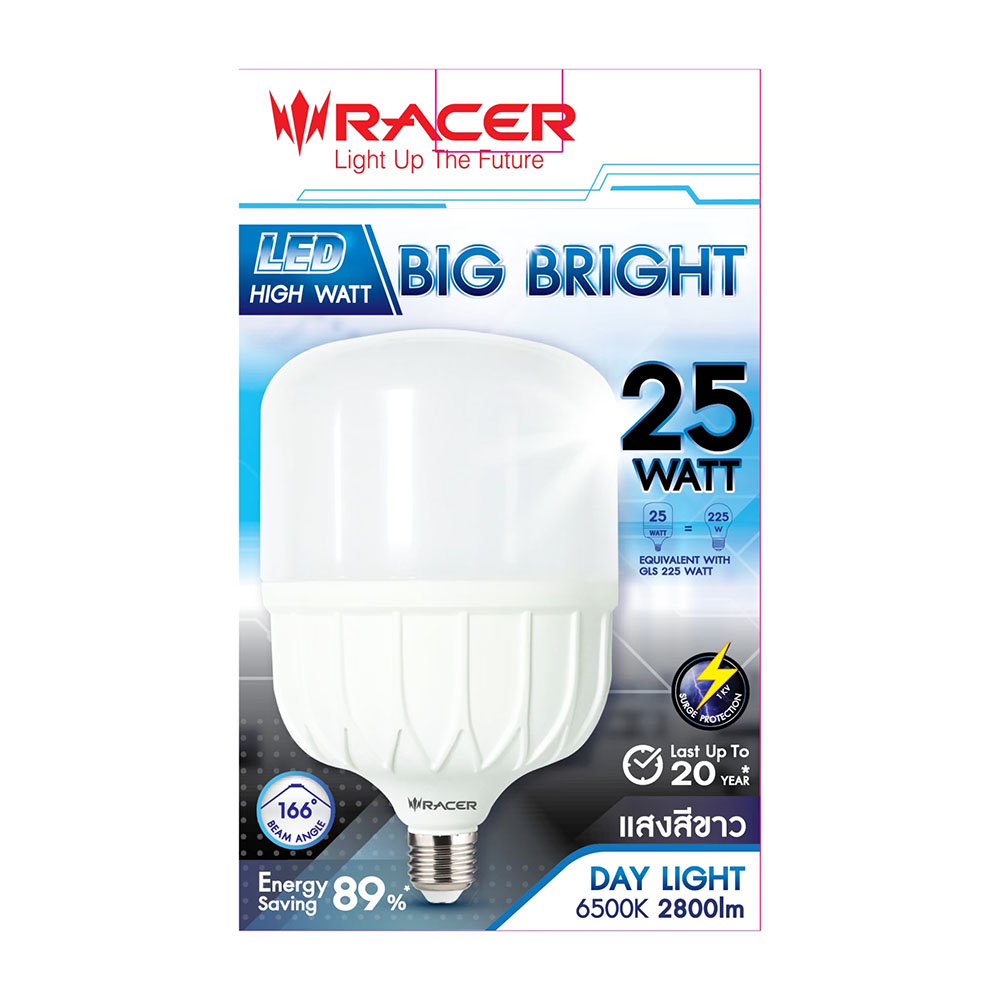 RACER
Light Up The Future
LED
HIGH WATT
BIG BRIGHT
25
WATT
25
WATT
=
225
W
EQUIVALENT WITH
GLS 225 WATT
1 KV
SURGE PROTECTION
Last Up To
20 YEAR*
RACER
166°
BEAM ANGLE
แสงสีขาว
Energy
Saving 89%*
DAY LIGHT
6500K 2800lm